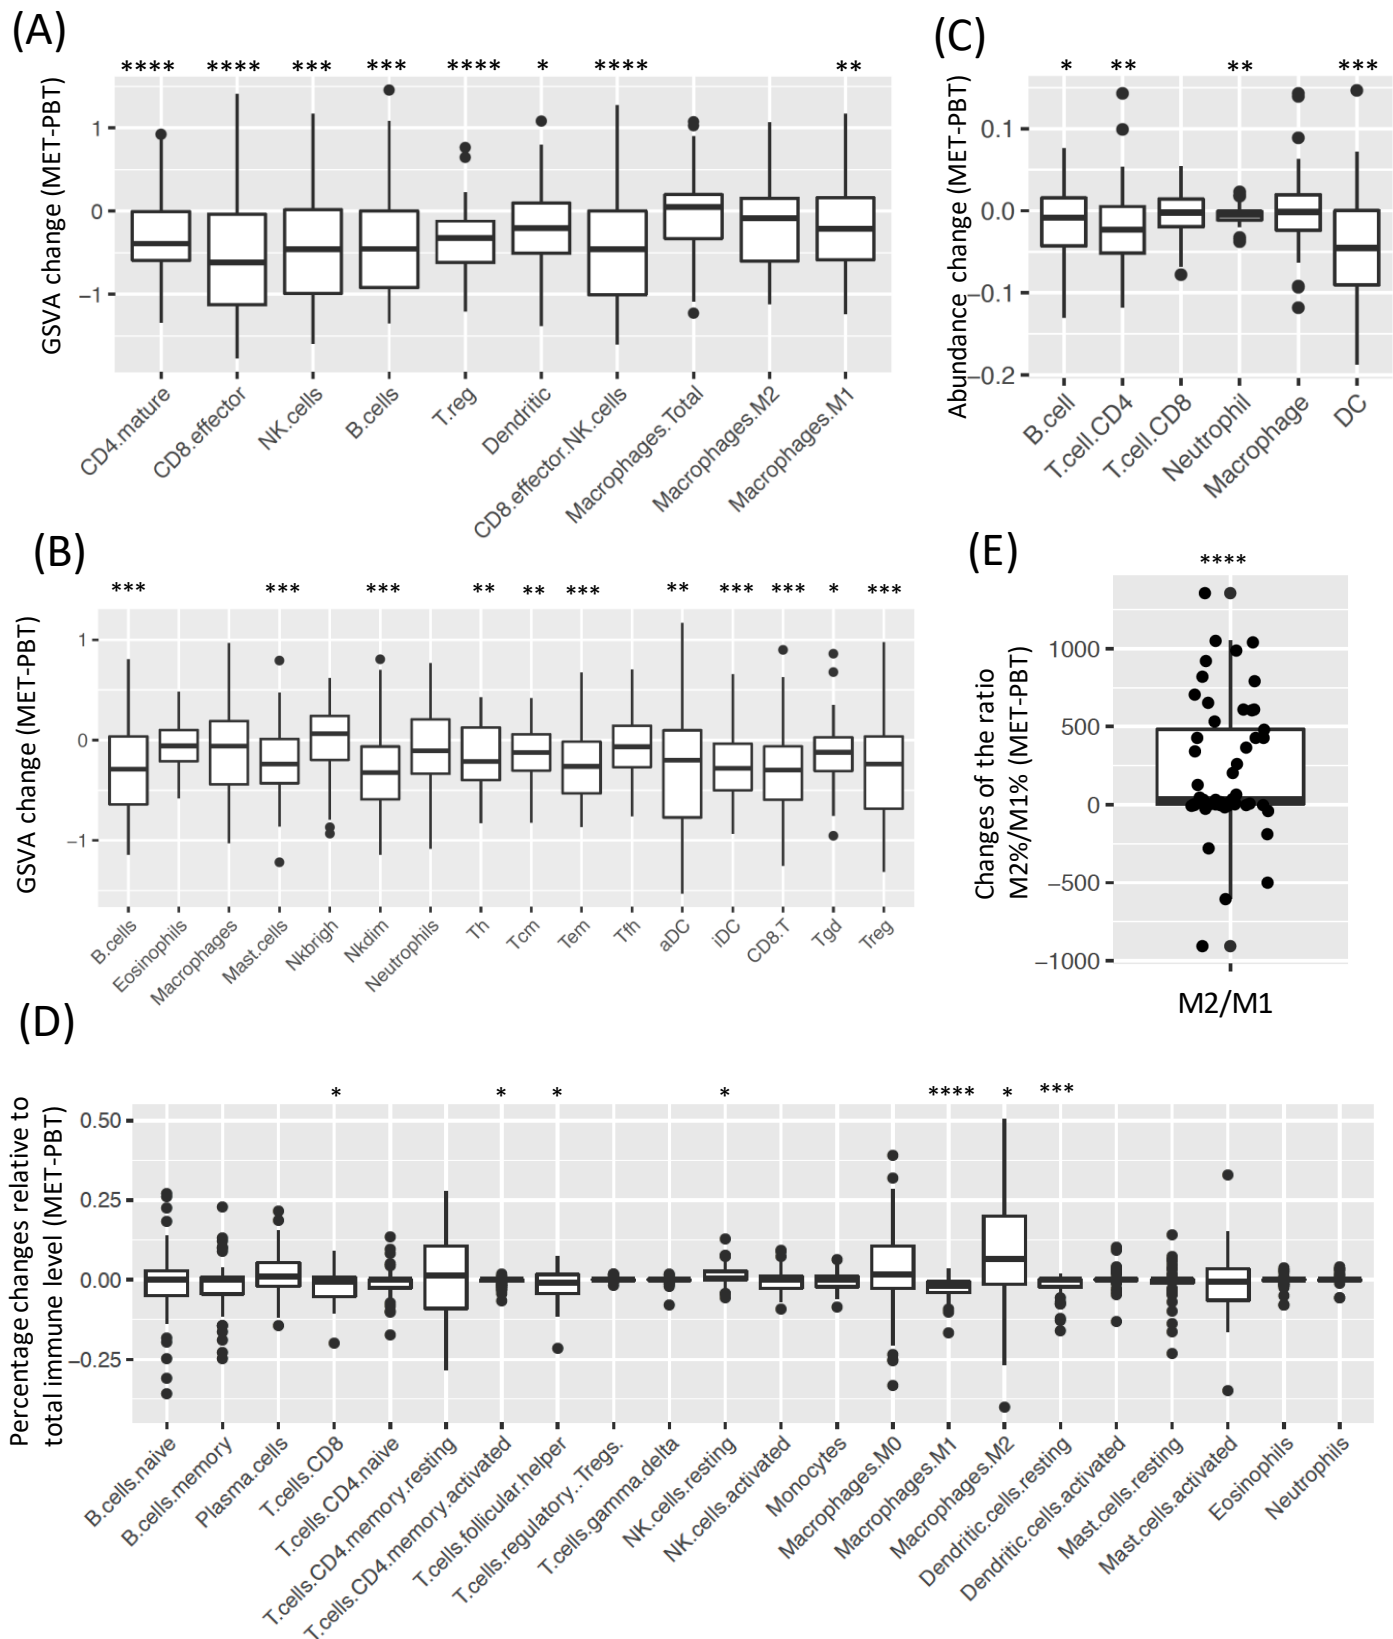 (A)
**** **** *** *** **** * **** **
GSVA change (MET-PBT)
1
0
−1
CD4.mature
CD8.effector
NK.cells
B.cells
T.reg
Dendritic
CD8.effector.NK.cells
Macrophages.Total
Macrophages.M2
Macrophages.M1
(C)
* ** ** ***
Abundance change (MET-PBT)
0.1
0.0
−0.1
−0.2
B.cell
T.cell.CD4
T.cell.CD8
Neutrophil
Macrophage
DC
(B)
*** *** *** ** ** *** ** *** *** * ***
GSVA change (MET-PBT)
1
0
−1
B.cells
Eosinophils
Macrophages
Mast.cells
Nkbrigh
Nkdim
Neutrophils
Th
Tcm
Tem
Tfh
aDC
iDC
CD8.T
Tgd
Treg
(E)
****
Changes of the ratio
M2%/M1% (MET-PBT)
1000
500
0
−500
−1000
M2/M1
(D)
* * * * **** * ***
Percentage changes relative to
total immune level (MET-PBT)
0.50
0.25
0.00
−0.25
B.cells.naive
B.cells.memory
Plasma.cells
T.cells.CD8
T.cells.CD4.naive
T.cells.CD4.memory.resting
T.cells.CD4.memory.activated
T.cells.follicular.helper
T.cells.regulatory..Tregs.
T.cells.gamma.delta
NK.cells.resting
NK.cells.activated
Monocytes
Macrophages.M0
Macrophages.M1
Macrophages.M2
Dendritic.cells.resting
Dendritic.cells.activated
Mast.cells.resting
Mast.cells.activated
Eosinophils
Neutrophils